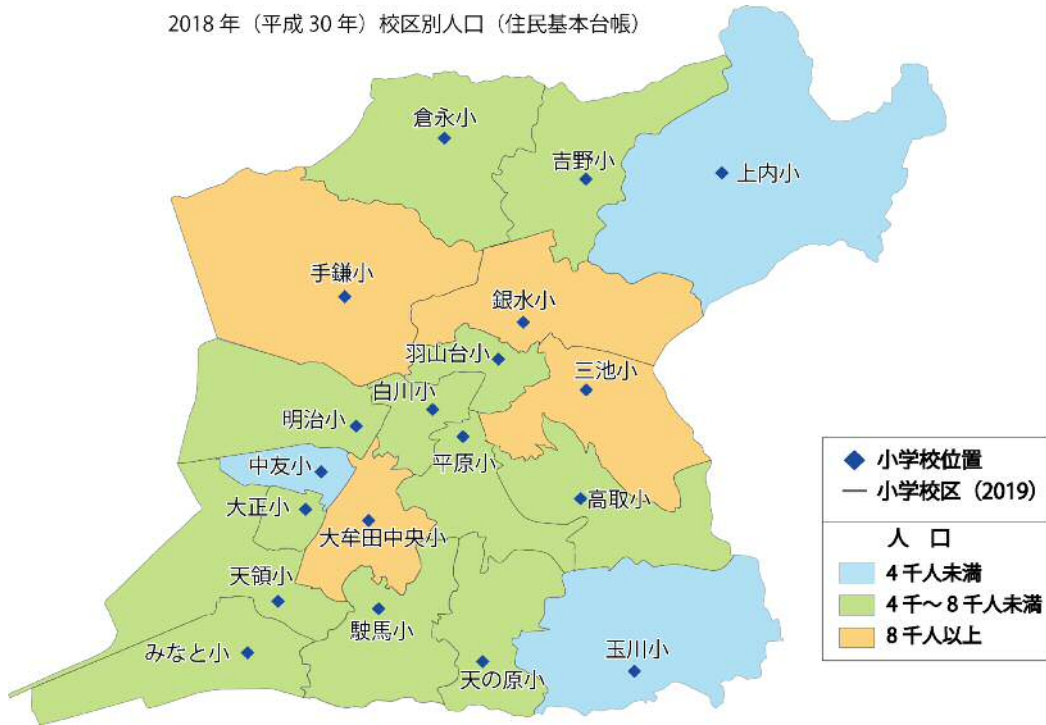 2018年（平成30年）校区別人口（住民基本台帳）
倉永小
吉野小
上内小
手鎌小
銀水小
羽山台小
三池小
白川小
明治小
平原小
中友小
高取小
大正小
大牟田中央小
天領小
駛馬小
みなと小
天の原小
玉川小
小学校位置
小学校区（2019）
人　口
4千人未満
4千〜8千人未満
8千人以上